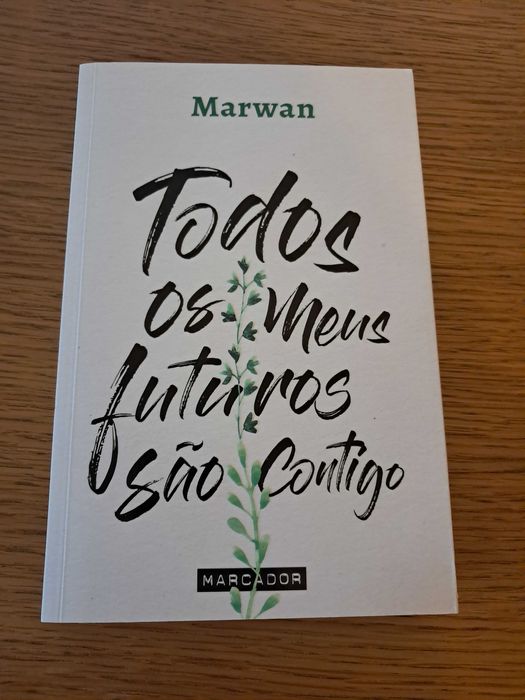 Marwan
Todos
os meus
futuros
são Contigo
MARCADOR